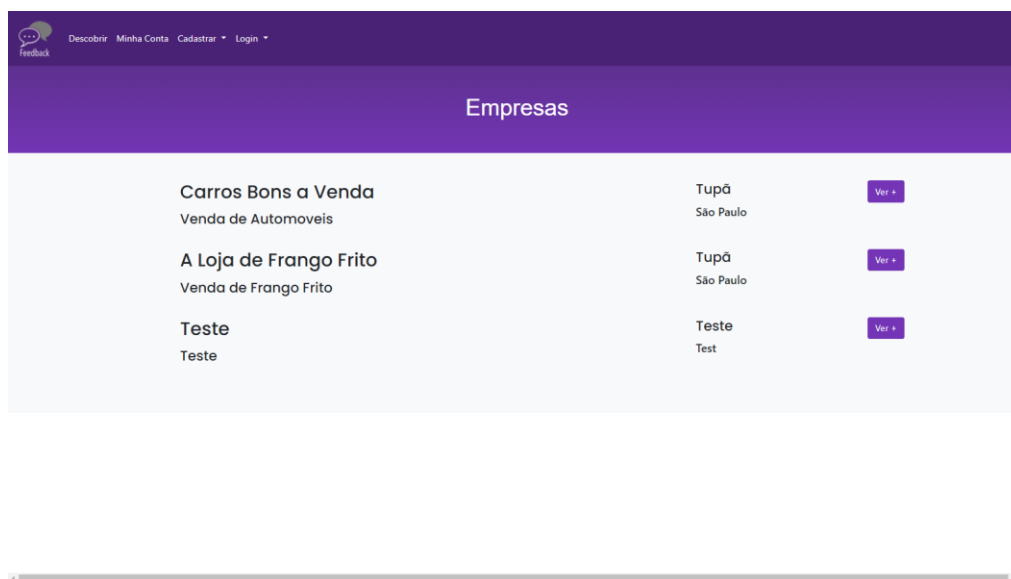 Feedback
Descobrir Minha Conta Cadastrar Login
Empresas
Carros Bons a Venda
Venda de Automoveis
Tupã
São Paulo
Ver +
A Loja de Frango Frito
Venda de Frango Frito
Tupã
São Paulo
Ver +
Teste
Teste
Teste
Test
Ver +